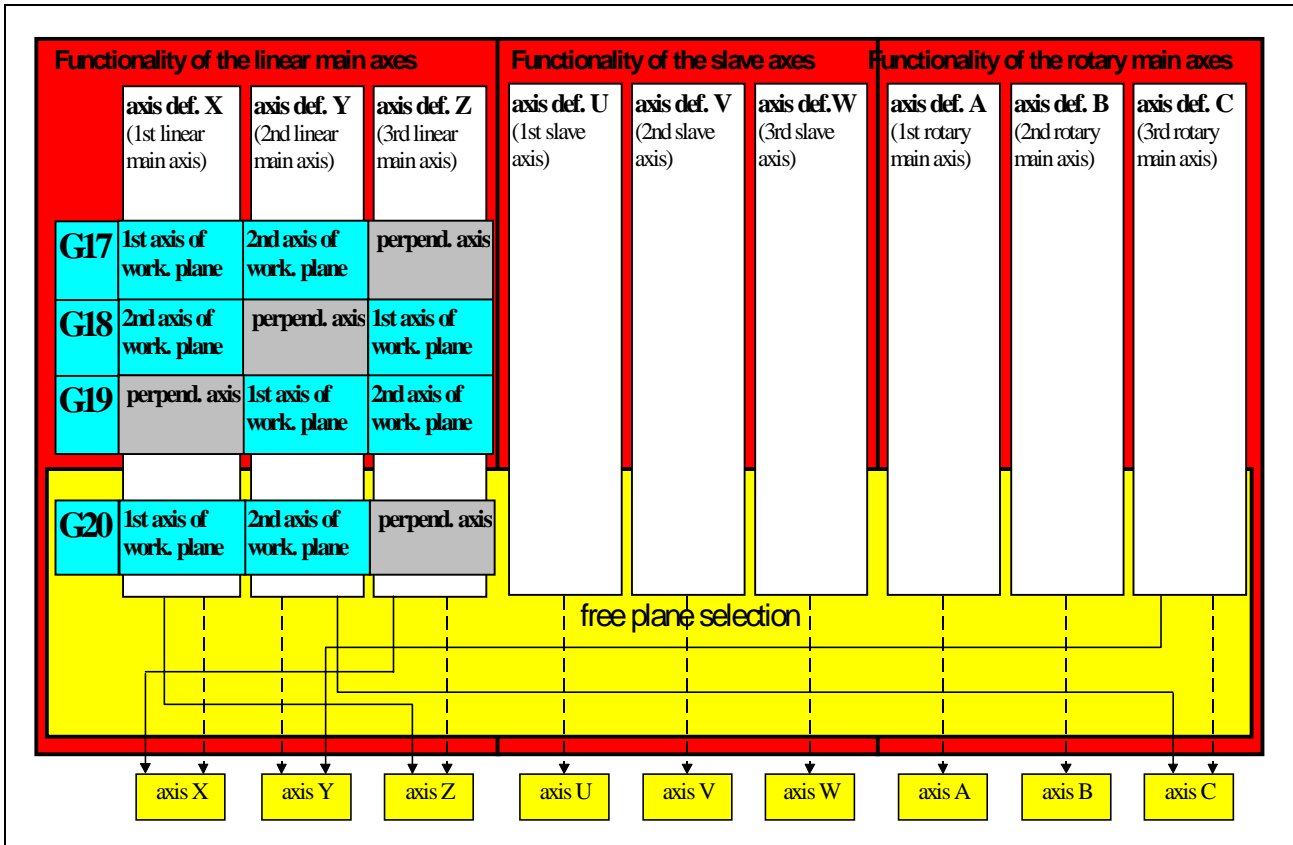 Functionality of the linear main axes
Functionality of the slave axes
Functionality of the rotary main axes
axis def. X
(1st linear
main axis)
axis def. Y
(2nd linear
main axis)
axis def. Z
(3rd linear
main axis)
axis def. U
(1st slave
axis)
axis def. V
(2nd slave
axis)
axis def.W
(3rd slave
axis)
axis def. A
(1st rotary
main axis)
axis def. B
(2nd rotary
main axis)
axis def. C
(3rd rotary
main axis)
G17
1st axis of
work. plane
2nd axis of
work. plane
perpend. axis
G18
2nd axis of
work. plane
perpend. axis
1st axis of
work. plane
G19
perpend. axis
1st axis of
work. plane
2nd axis of
work. plane
G20
1st axis of
work. plane
2nd axis of
work. plane
perpend. axis
free plane selection
axis X
axis Y
axis Z
axis U
axis V
axis W
axis A
axis B
axis C